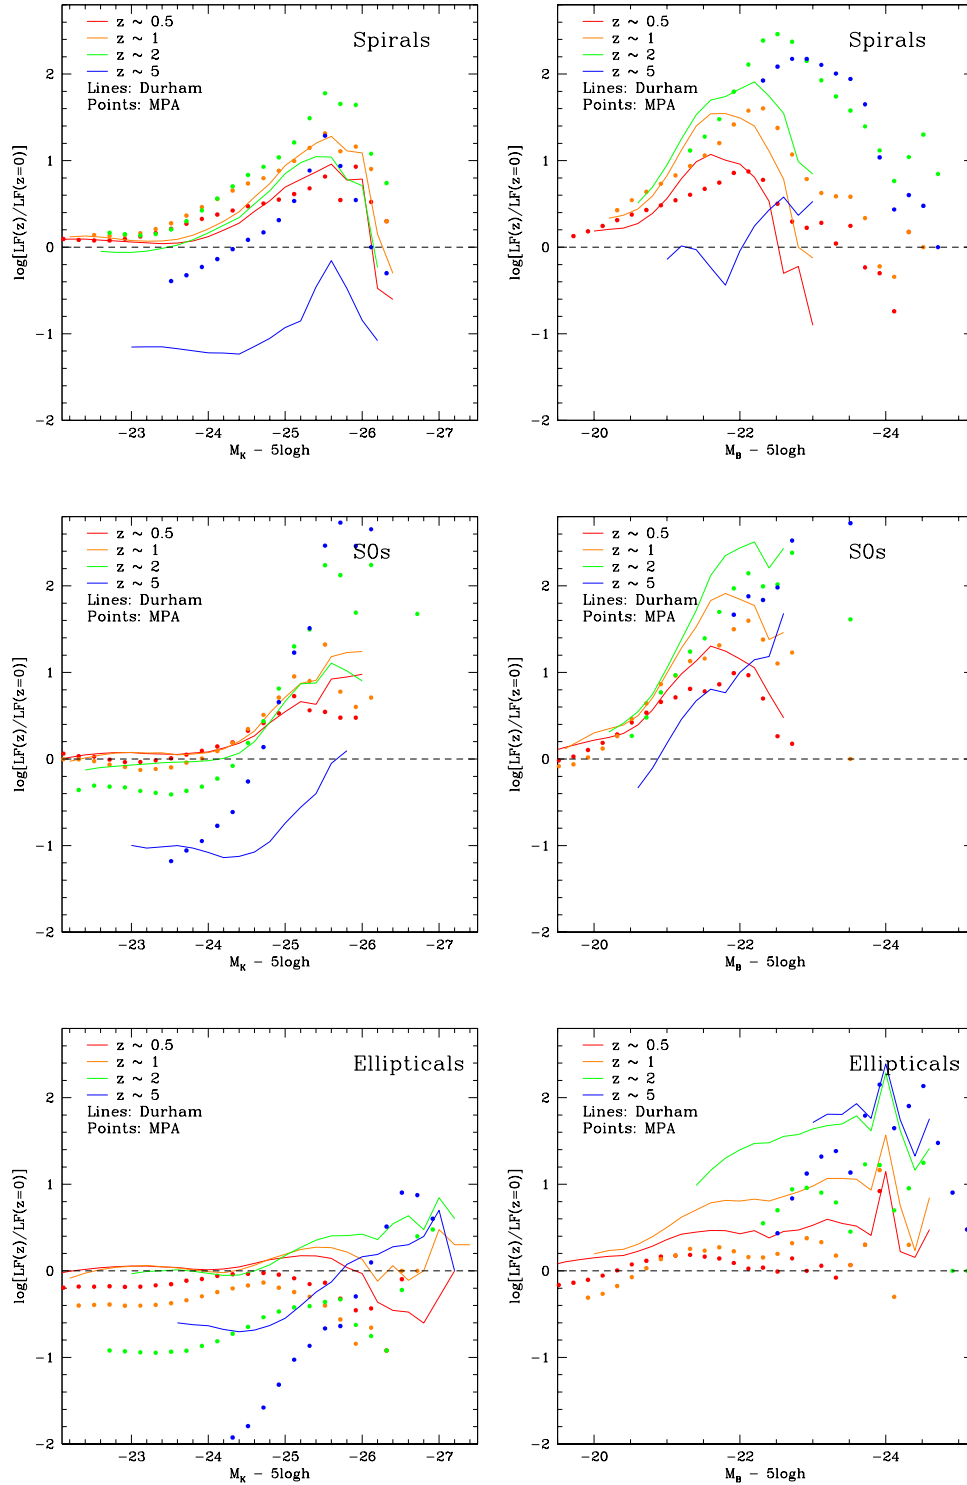 z ~ 0.5
z ~ 1
z ~ 2
z ~ 5
Lines: Durham
Points: MPA
Spirals
log[LF(z)/LF(z=0)]
2
1
0
−1
−2
−23 −24 −25 −26 −27
M_K − 5logh
z ~ 0.5
z ~ 1
z ~ 2
z ~ 5
Lines: Durham
Points: MPA
Spirals
log[LF(z)/LF(z=0)]
2
1
0
−1
−2
−20 −22 −24
M_B − 5logh
z ~ 0.5
z ~ 1
z ~ 2
z ~ 5
Lines: Durham
Points: MPA
S0s
log[LF(z)/LF(z=0)]
2
1
0
−1
−2
−23 −24 −25 −26 −27
M_K − 5logh
z ~ 0.5
z ~ 1
z ~ 2
z ~ 5
Lines: Durham
Points: MPA
S0s
log[LF(z)/LF(z=0)]
2
1
0
−1
−2
−20 −22 −24
M_B − 5logh
z ~ 0.5
z ~ 1
z ~ 2
z ~ 5
Lines: Durham
Points: MPA
Ellipticals
log[LF(z)/LF(z=0)]
2
1
0
−1
−2
−23 −24 −25 −26 −27
M_K − 5logh
z ~ 0.5
z ~ 1
z ~ 2
z ~ 5
Lines: Durham
Points: MPA
Ellipticals
log[LF(z)/LF(z=0)]
2
1
0
−1
−2
−20 −22 −24
M_B − 5logh